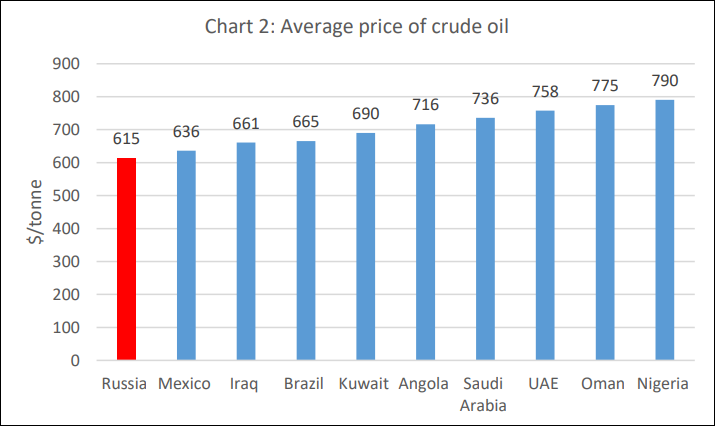 Chart 2: Average price of crude oil
$/tonne
900
800
700
600
500
400
300
200
100
0
615
636
661
665
690
716
736
758
775
790
Russia
Mexico
Iraq
Brazil
Kuwait
Angola
Saudi
Arabia
UAE
Oman
Nigeria